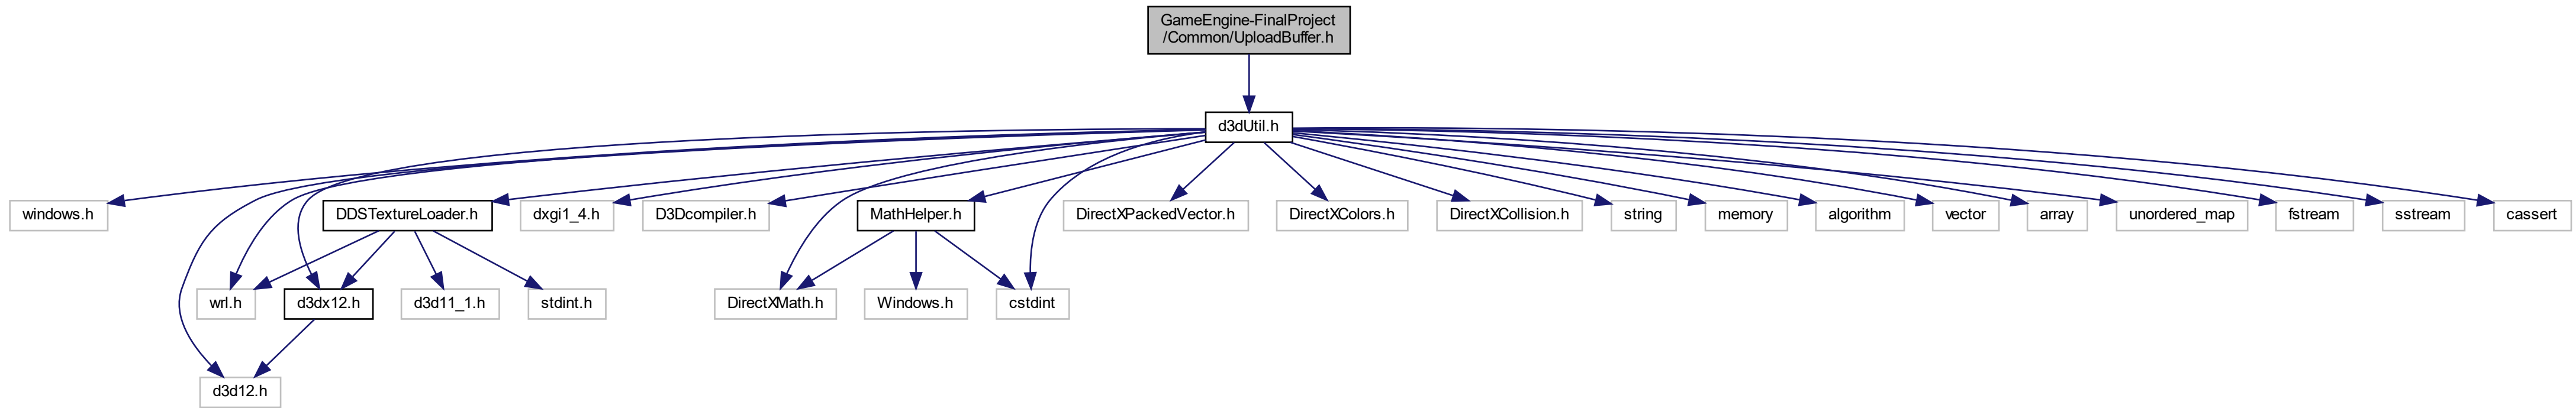 GameEngine-FinalProject
/Common/UploadBuffer.h
d3dUtil.h
windows.h
DDSTextureLoader.h
dxgi1_4.h
D3Dcompiler.h
MathHelper.h
DirectXPackedVector.h
DirectXColors.h
DirectXCollision.h
string
memory
algorithm
vector
array
unordered_map
fstream
sstream
cassert
wrl.h
d3dx12.h
d3d11_1.h
stdint.h
DirectXMath.h
Windows.h
cstdint
d3d12.h